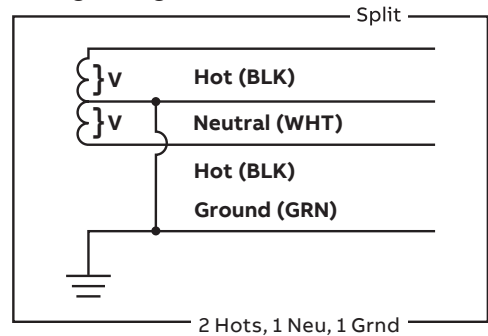 Split
V Hot (BLK)
V Neutral (WHT)
Hot (BLK)
Ground (GRN)
2 Hots, 1 Neu, 1 Grnd